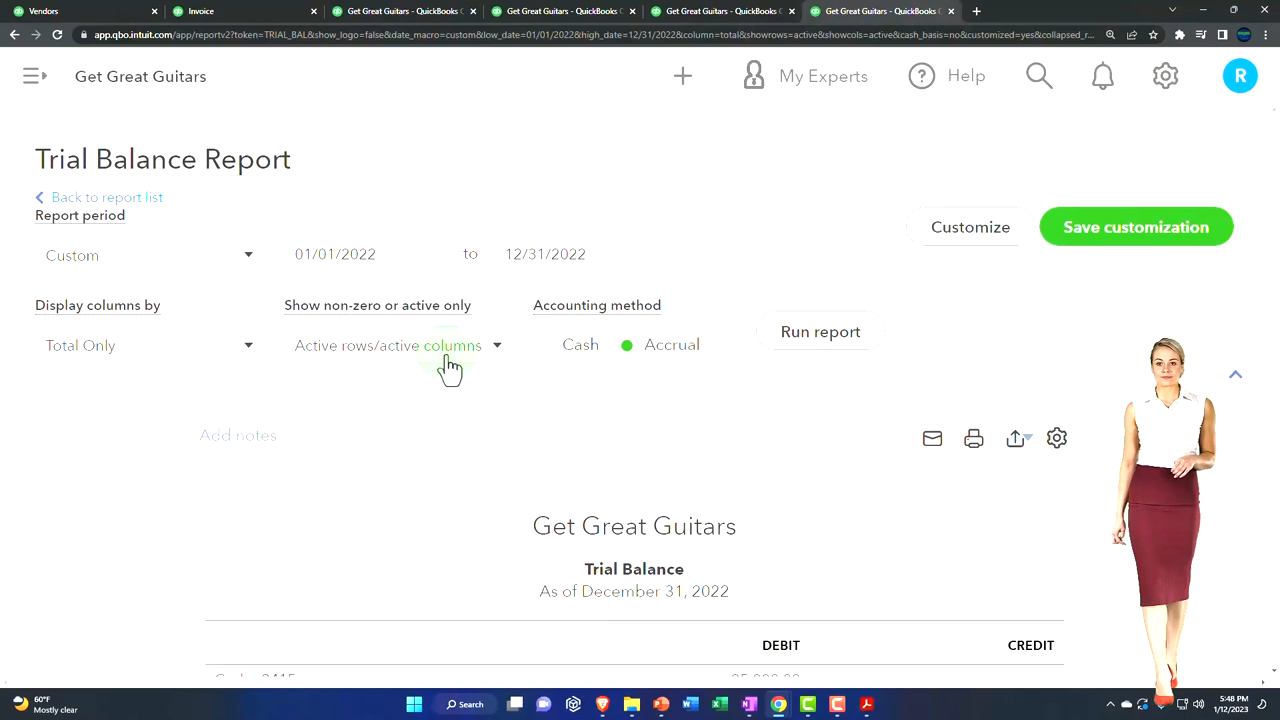 Vendors
Invoice
Get Great Guitars - QuickBooks C
Get Great Guitars - QuickBooks C
Get Great Guitars - QuickBooks C
Get Great Guitars - QuickBooks C
app.qbo.intuit.com/app/reportv2?token=TRIAL_BAL&show_logo=false&date_macro=custom&low_date=01/01/2022&high_date=12/31/2022&column=total&showrows=active&showcols=active&cash_basis=no&customized=yes&collapsed_r...
Get Great Guitars
My Experts
Help
R
Trial Balance Report
Back to report list
Report period
Custom
01/01/2022
to
12/31/2022
Customize
Save customization
Display columns by
Show non-zero or active only
Accounting method
Total Only
Active rows/active columns
Cash
Accrual
Run report
Add notes
Get Great Guitars
Trial Balance
As of December 31, 2022
DEBIT
CREDIT
60°F
Mostly clear
Search
5:48 PM
1/12/2023